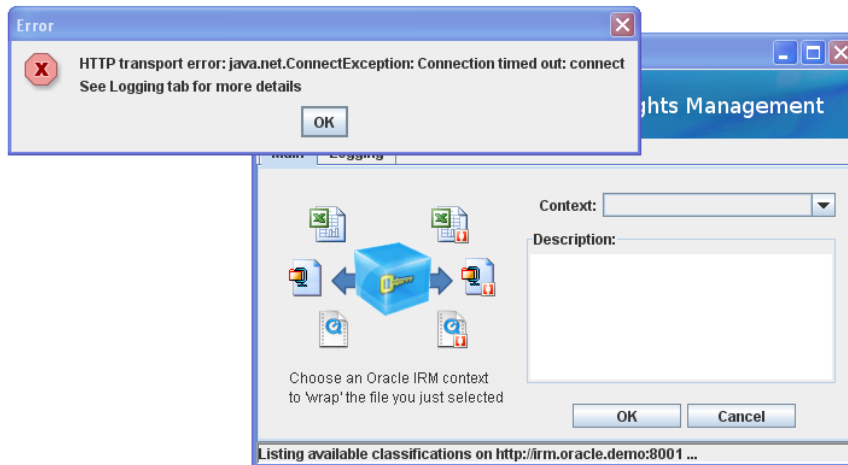 Error
HTTP transport error: java.net.ConnectException: Connection timed out: connect
See Logging tab for more details
OK
Management
Main Logging
Context:
Description:
Choose an Oracle IRM context
to 'wrap' the file you just selected
OK Cancel
Listing available classifications on http://irm.oracle.demo:8001 ...